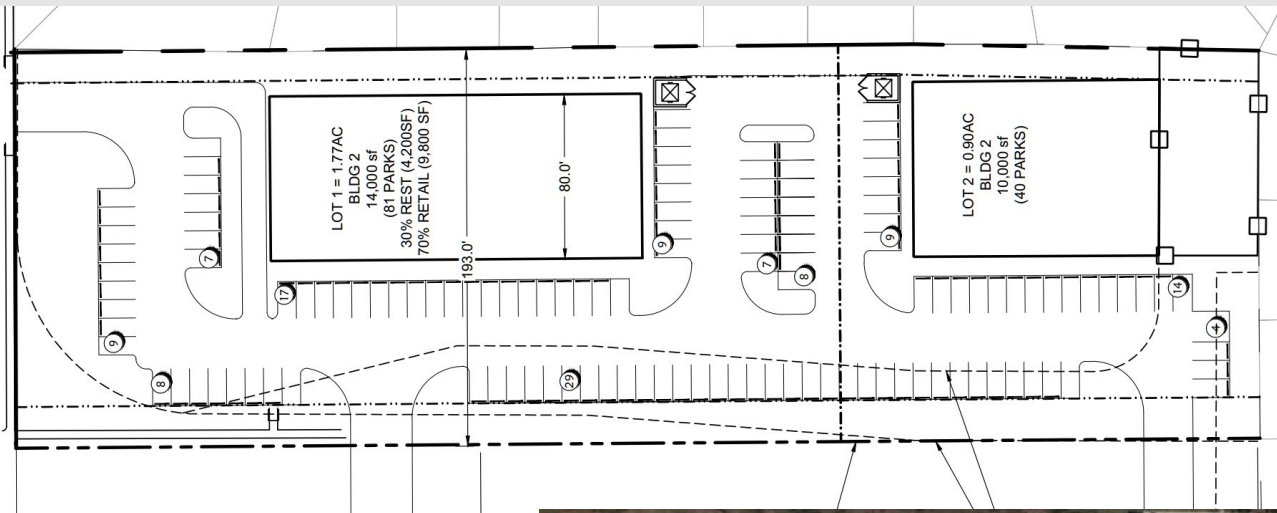 LOT 1 = 1.77AC
BLDG 2
14,000 sf
(81 PARKS)
30% REST (4,200SF)
70% RETAIL (9,800 SF)
80.0'
193.0'
LOT 2 = 0.90AC
BLDG 2
10,000 sf
(40 PARKS)
7
9
7
8
9
17
14
9
4
8
29